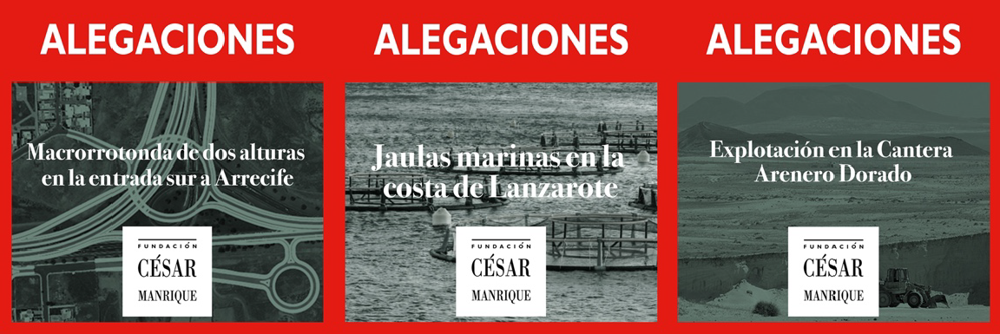 ALEGACIONES
Macrorrotonda de dos alturas
en la entrada sur a Arrecife
FUNDACIÓN
CÉSAR
MANRIQUE
ALEGACIONES
Jaulas marinas en la
costa de Lanzarote
FUNDACIÓN
CÉSAR
MANRIQUE
ALEGACIONES
Explotación en la Cantera
Arenero Dorado
FUNDACIÓN
CÉSAR
MANRIQUE